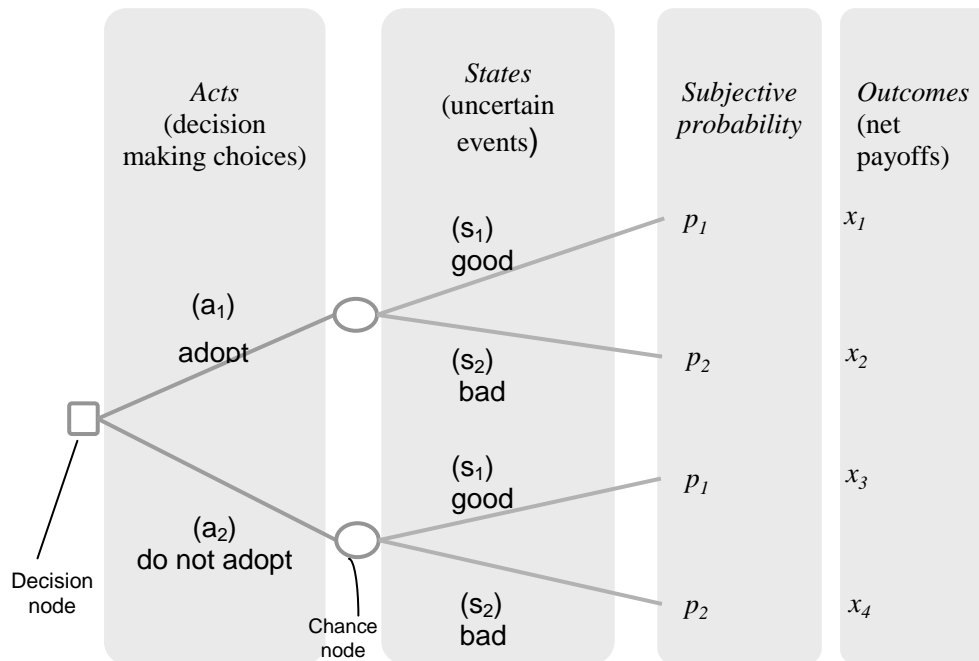 Acts
(decision
making choices)
States
(uncertain
events)
Subjective
probability
Outcomes
(net
payoffs)
(s₁)
good
p₁
x₁
(a₁)
adopt
(s₂)
bad
p₂
x₂
(s₁)
good
p₁
x₃
(a₂)
do not adopt
(s₂)
bad
p₂
x₄
Decision
node
Chance
node